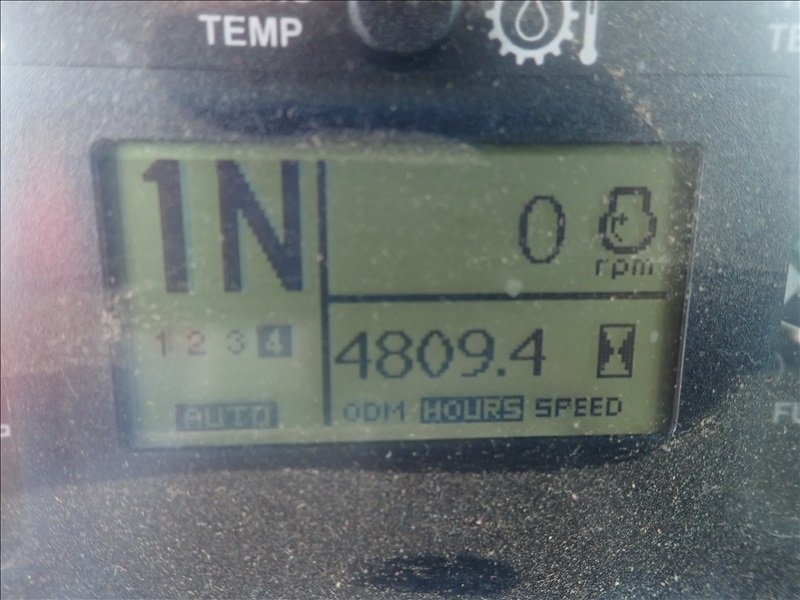 TEMP
1N
0
rpm
1 2 3 4
4809.4
AUTO
ODM HOURS SPEED